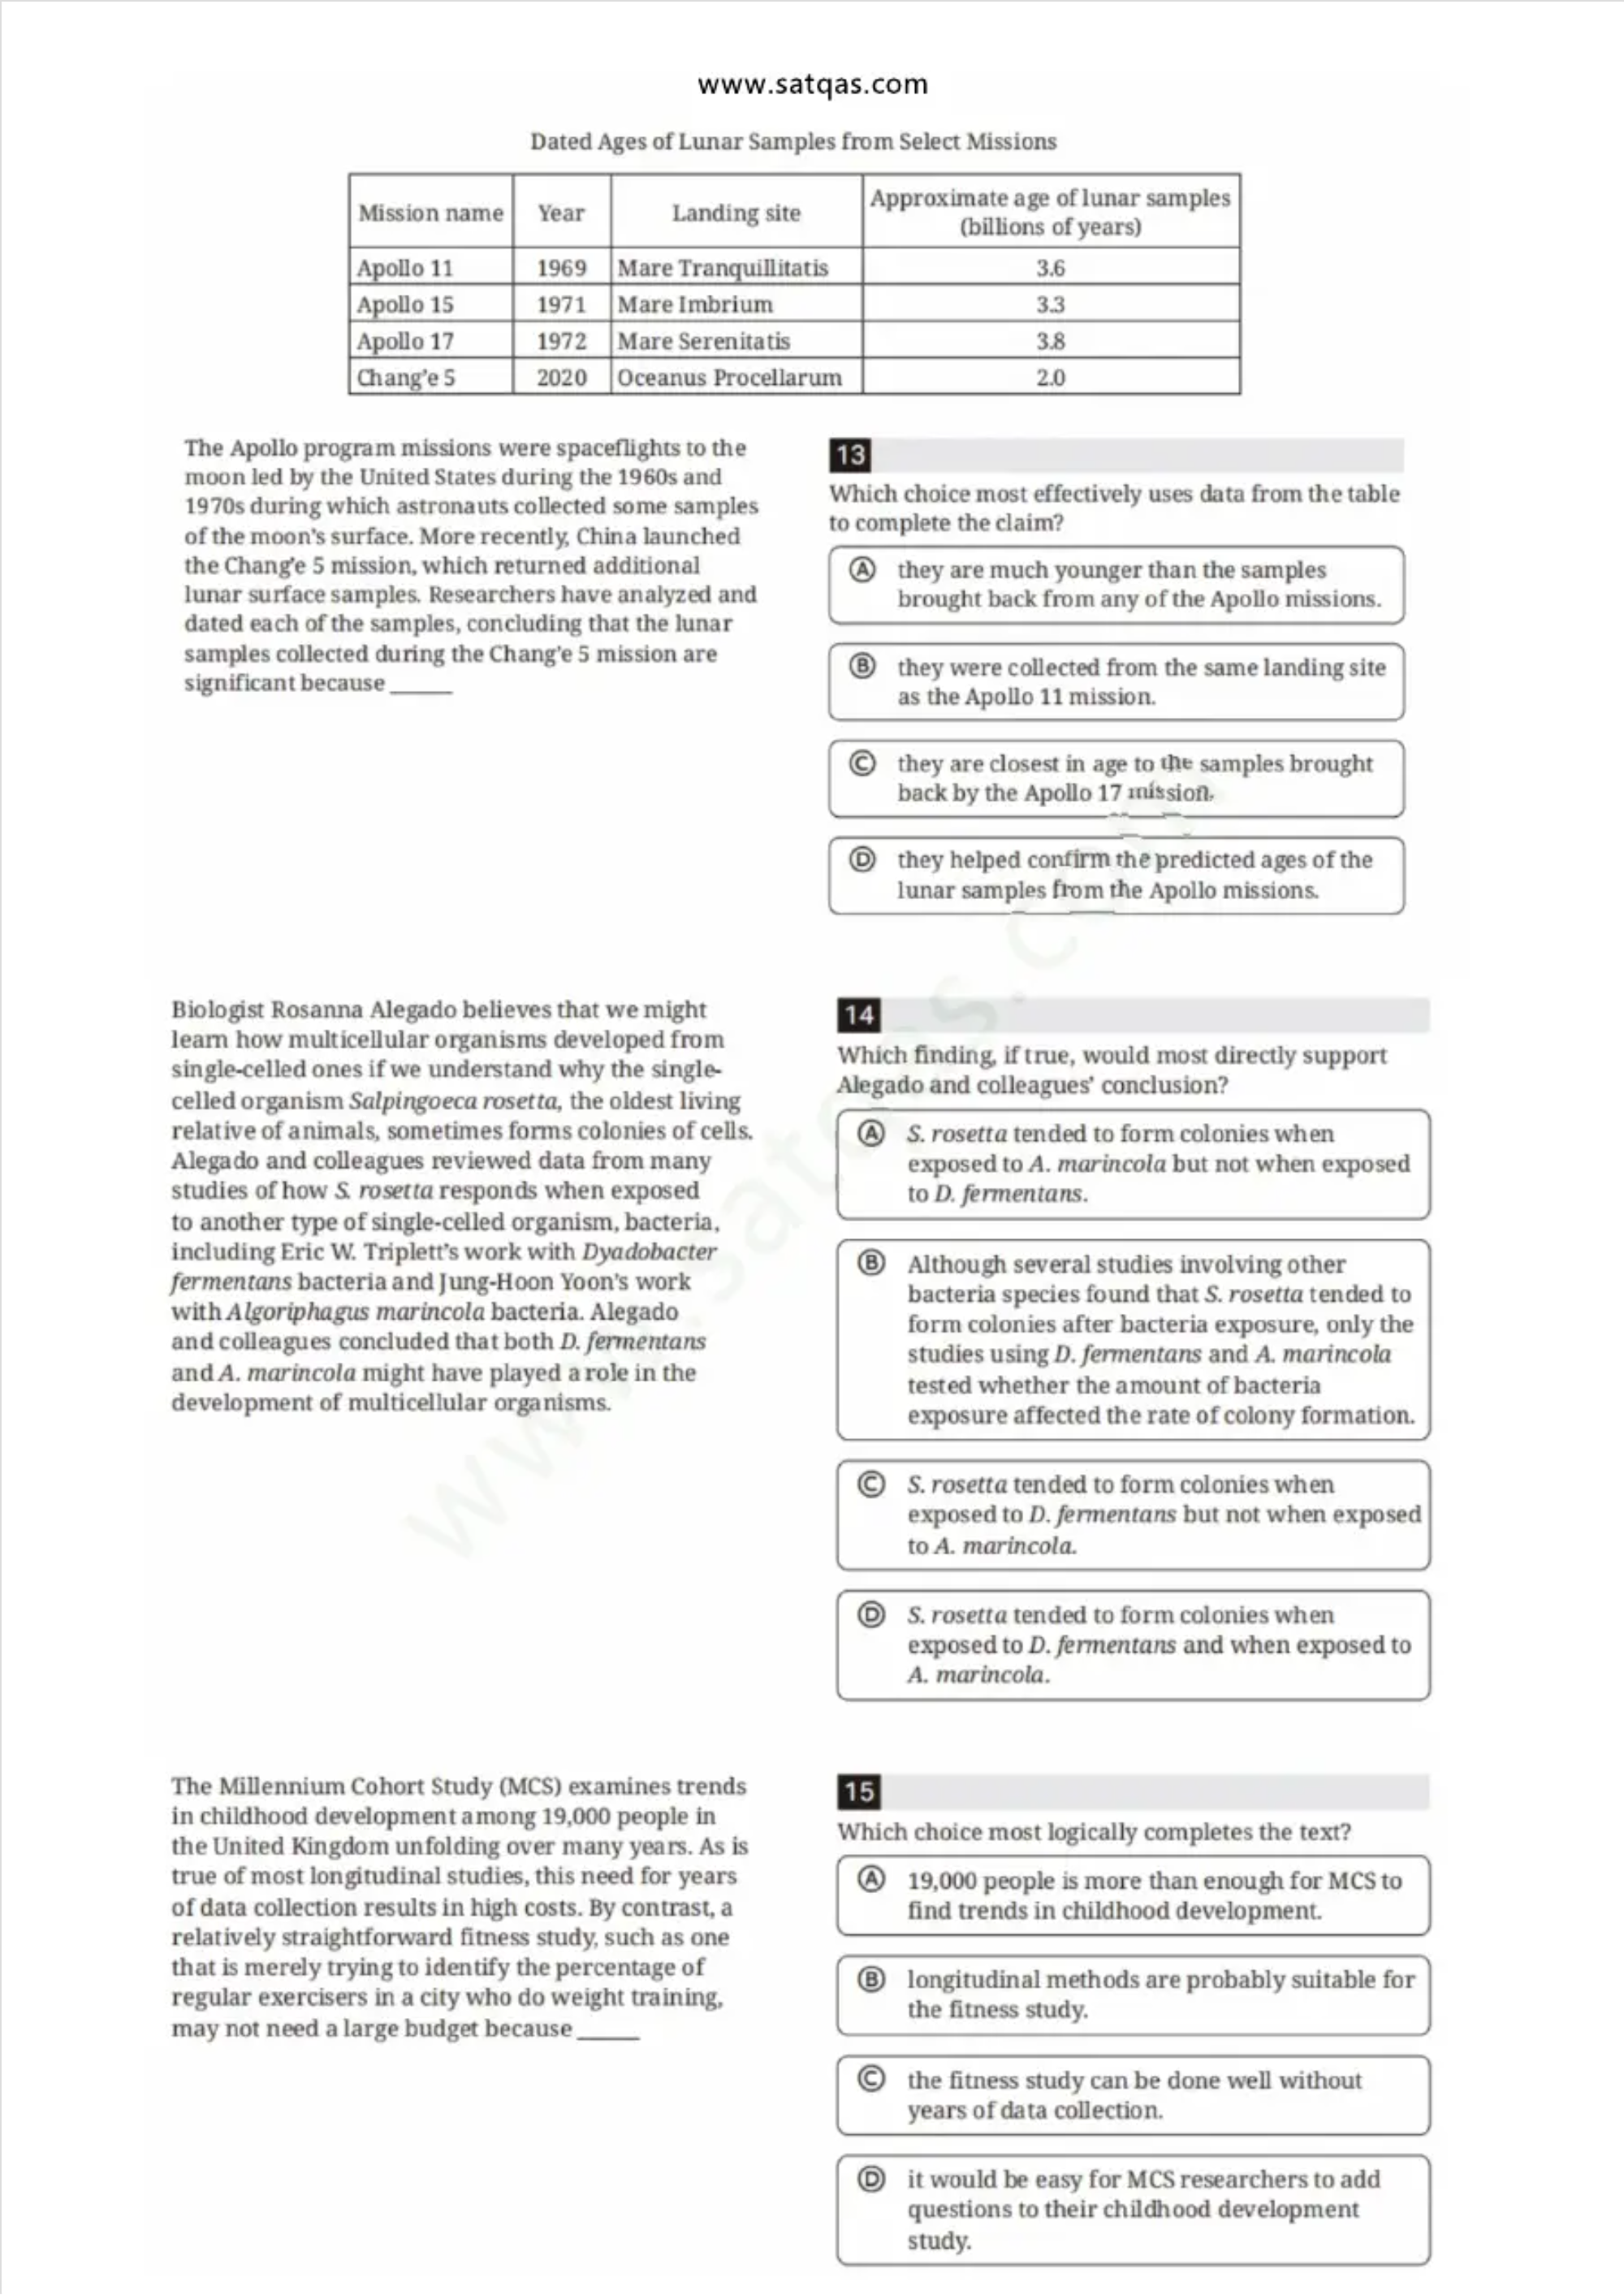 www.satqas.com
Dated Ages of Lunar Samples from Select Missions
Mission name Year Landing site Approximate age of lunar samples (billions of years)
Apollo 11 1969 Mare Tranquillitatis 3.6
Apollo 15 1971 Mare Imbrium 3.3
Apollo 17 1972 Mare Serenitatis 3.8
Chang'e 5 2020 Oceanus Procellarum 2.0
The Apollo program missions were spaceflights to the
moon led by the United States during the 1960s and
1970s during which astronauts collected some samples
of the moon's surface. More recently, China launched
the Chang'e 5 mission, which returned additional
lunar surface samples. Researchers have analyzed and
dated each of the samples, concluding that the lunar
samples collected during the Chang'e 5 mission are
significant because ______
13
Which choice most effectively uses data from the table
to complete the claim?
A they are much younger than the samples
brought back from any of the Apollo missions.
B they were collected from the same landing site
as the Apollo 11 mission.
C they are closest in age to the samples brought
back by the Apollo 17 mission.
D they helped confirm the predicted ages of the
lunar samples from the Apollo missions.
Biologist Rosanna Alegado believes that we might
learn how multicellular organisms developed from
single-celled ones if we understand why the single-
celled organism Salpingoeca rosetta, the oldest living
relative of animals, sometimes forms colonies of cells.
Alegado and colleagues reviewed data from many
studies of how S. rosetta responds when exposed
to another type of single-celled organism, bacteria,
including Eric W. Triplett's work with Dyadobacter
fermentans bacteria and Jung-Hoon Yoon's work
with Algoriphagus marincola bacteria. Alegado
and colleagues concluded that both D. fermentans
and A. marincola might have played a role in the
development of multicellular organisms.
14
Which finding, if true, would most directly support
Alegado and colleagues' conclusion?
A S. rosetta tended to form colonies when
exposed to A. marincola but not when exposed
to D. fermentans.
B Although several studies involving other
bacteria species found that S. rosetta tended to
form colonies after bacteria exposure, only the
studies using D. fermentans and A. marincola
tested whether the amount of bacteria
exposure affected the rate of colony formation.
C S. rosetta tended to form colonies when
exposed to D. fermentans but not when exposed
to A. marincola.
D S. rosetta tended to form colonies when
exposed to D. fermentans and when exposed to
A. marincola.
The Millennium Cohort Study (MCS) examines trends
in childhood development among 19,000 people in
the United Kingdom unfolding over many years. As is
true of most longitudinal studies, this need for years
of data collection results in high costs. By contrast, a
relatively straightforward fitness study, such as one
that is merely trying to identify the percentage of
regular exercisers in a city who do weight training,
may not need a large budget because ______
15
Which choice most logically completes the text?
A 19,000 people is more than enough for MCS to
find trends in childhood development.
B longitudinal methods are probably suitable for
the fitness study.
C the fitness study can be done well without
years of data collection.
D it would be easy for MCS researchers to add
questions to their childhood development
study.
www.satqas.com